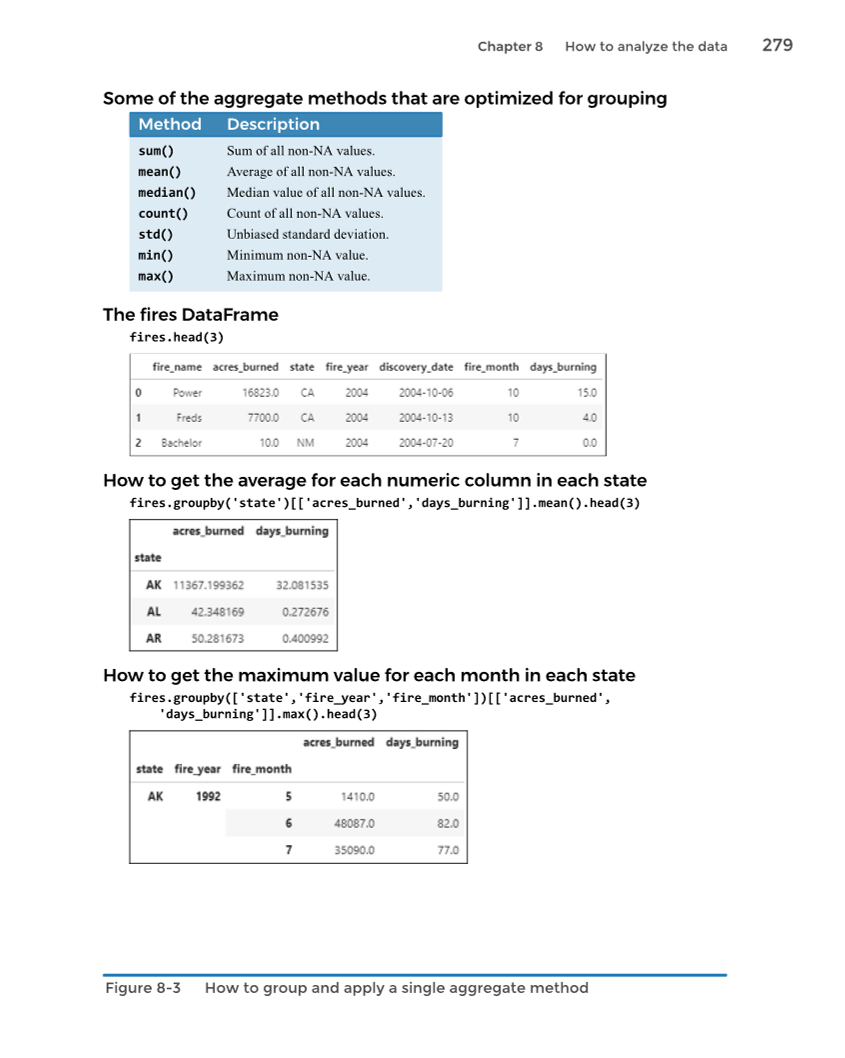 Chapter 8 How to analyze the data 279
Some of the aggregate methods that are optimized for grouping
Method Description
sum() Sum of all non-NA values.
mean() Average of all non-NA values.
median() Median value of all non-NA values.
count() Count of all non-NA values.
std() Unbiased standard deviation.
min() Minimum non-NA value.
max() Maximum non-NA value.
The fires DataFrame
fires.head(3)
fire_name acres_burned state fire_year discovery_date fire_month days_burning
0 Power 16823.0 CA 2004 2004-10-06 10 15.0
1 Freds 7700.0 CA 2004 2004-10-13 10 4.0
2 Bachelor 10.0 NM 2004 2004-07-20 7 0.0
How to get the average for each numeric column in each state
fires.groupby('state')[['acres_burned','days_burning']].mean().head(3)
acres_burned days_burning
state
AK 11367.199362 32.081535
AL 42.348169 0.272676
AR 50.281673 0.400992
How to get the maximum value for each month in each state
fires.groupby(['state','fire_year','fire_month'])[['acres_burned',
'days_burning']].max().head(3)
acres_burned days_burning
state fire_year fire_month
AK 1992 5 1410.0 50.0
6 48087.0 82.0
7 35090.0 77.0
Figure 8-3 How to group and apply a single aggregate method